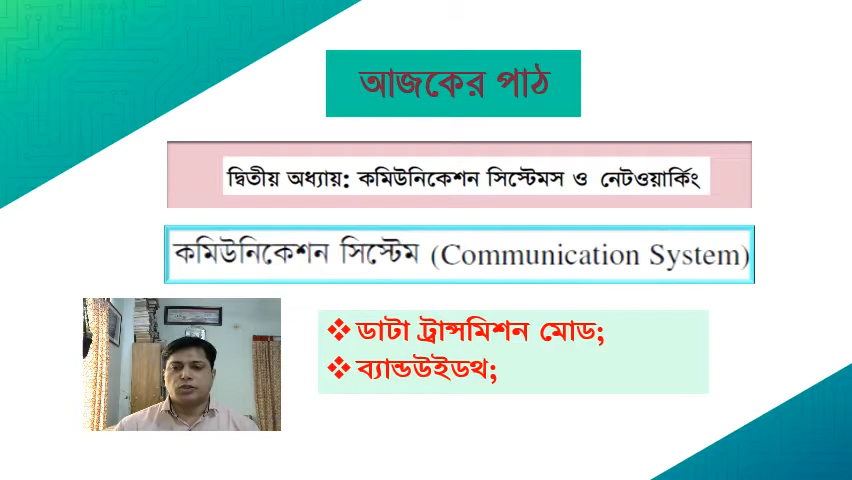 আজকের পাঠ
দ্বিতীয় অধ্যায়: কমিউনিকেশন সিস্টেমস ও নেটওয়ার্কিং
কমিউনিকেশন সিস্টেম (Communication System)
❖ ডাটা ট্রান্সমিশন মোড;
❖ ব্যান্ডউইডথ;